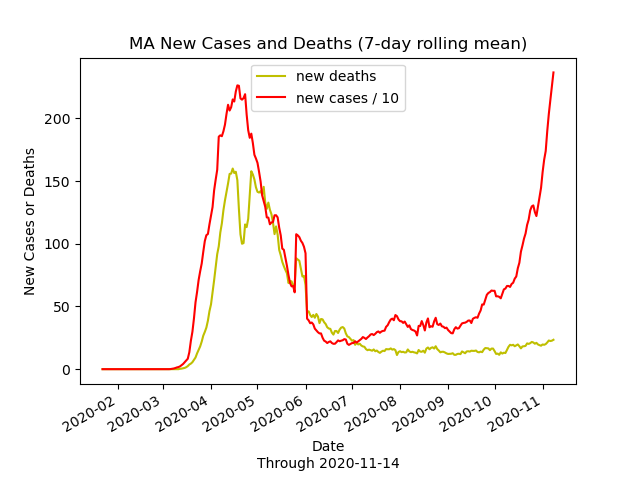 MA New Cases and Deaths (7-day rolling mean)
new deaths
new cases / 10
New Cases or Deaths
200
150
100
50
0
2020-02
2020-03
2020-04
2020-05
2020-06
2020-07
2020-08
2020-09
2020-10
2020-11
Date
Through 2020-11-14